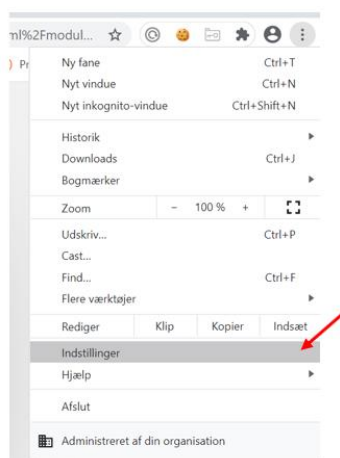 ml%2Fmodul...
Pr
Ny fane Ctrl+T
Nyt vindue Ctrl+N
Nyt inkognito-vindue Ctrl+Shift+N
Historik
Downloads Ctrl+J
Bogmærker
Zoom - 100 % +
Udskriv... Ctrl+P
Cast...
Find... Ctrl+F
Flere værktøjer
Rediger Klip Kopier Indsæt
Indstillinger
Hjælp
Afslut
Administreret af din organisation